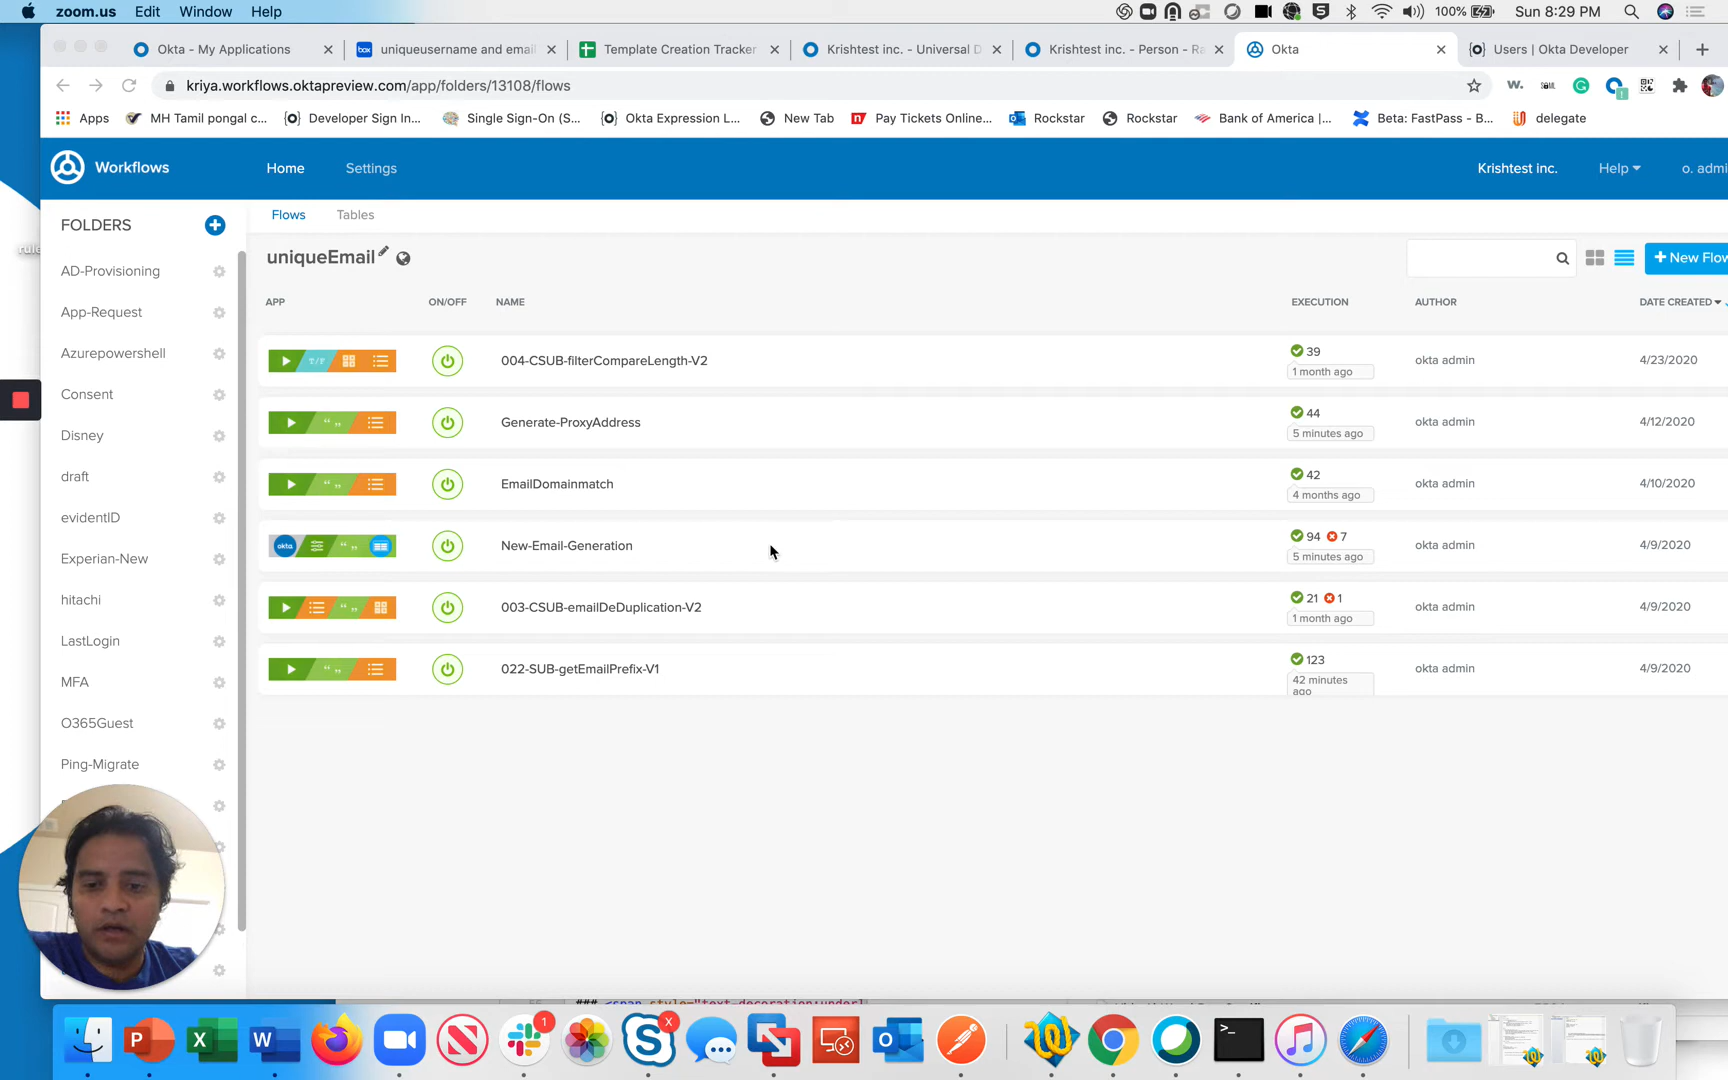 zoom.us Edit Window Help 100% Sun 8:29 PM
Okta - My Applications uniqueusername and email Template Creation Tracker Krishtest inc. - Universal D Krishtest inc. - Person - Ra Okta Users | Okta Developer
kriya.workflows.oktapreview.com/app/folders/13108/flows
Apps MH Tamil pongal c... Developer Sign In... Single Sign-On (S... Okta Expression L... New Tab Pay Tickets Online... Rockstar Rockstar Bank of America |... Beta: FastPass - B... delegate
Workflows Home Settings Krishtest inc. Help o. admi
FOLDERS Flows Tables
uniqueEmail New Flow
APP ON/OFF NAME EXECUTION AUTHOR DATE CREATED
AD-Provisioning
App-Request
Azurepowershell
Consent
Disney
draft
evidentID
Experian-New
hitachi
LastLogin
MFA
O365Guest
Ping-Migrate
T/F 004-CSUB-filterCompareLength-V2 39 1 month ago okta admin 4/23/2020
Generate-ProxyAddress 44 5 minutes ago okta admin 4/12/2020
EmailDomainmatch 42 4 months ago okta admin 4/10/2020
okta New-Email-Generation 94 7 5 minutes ago okta admin 4/9/2020
003-CSUB-emailDeDuplication-V2 21 1 1 month ago okta admin 4/9/2020
022-SUB-getEmailPrefix-V1 123 42 minutes ago okta admin 4/9/2020